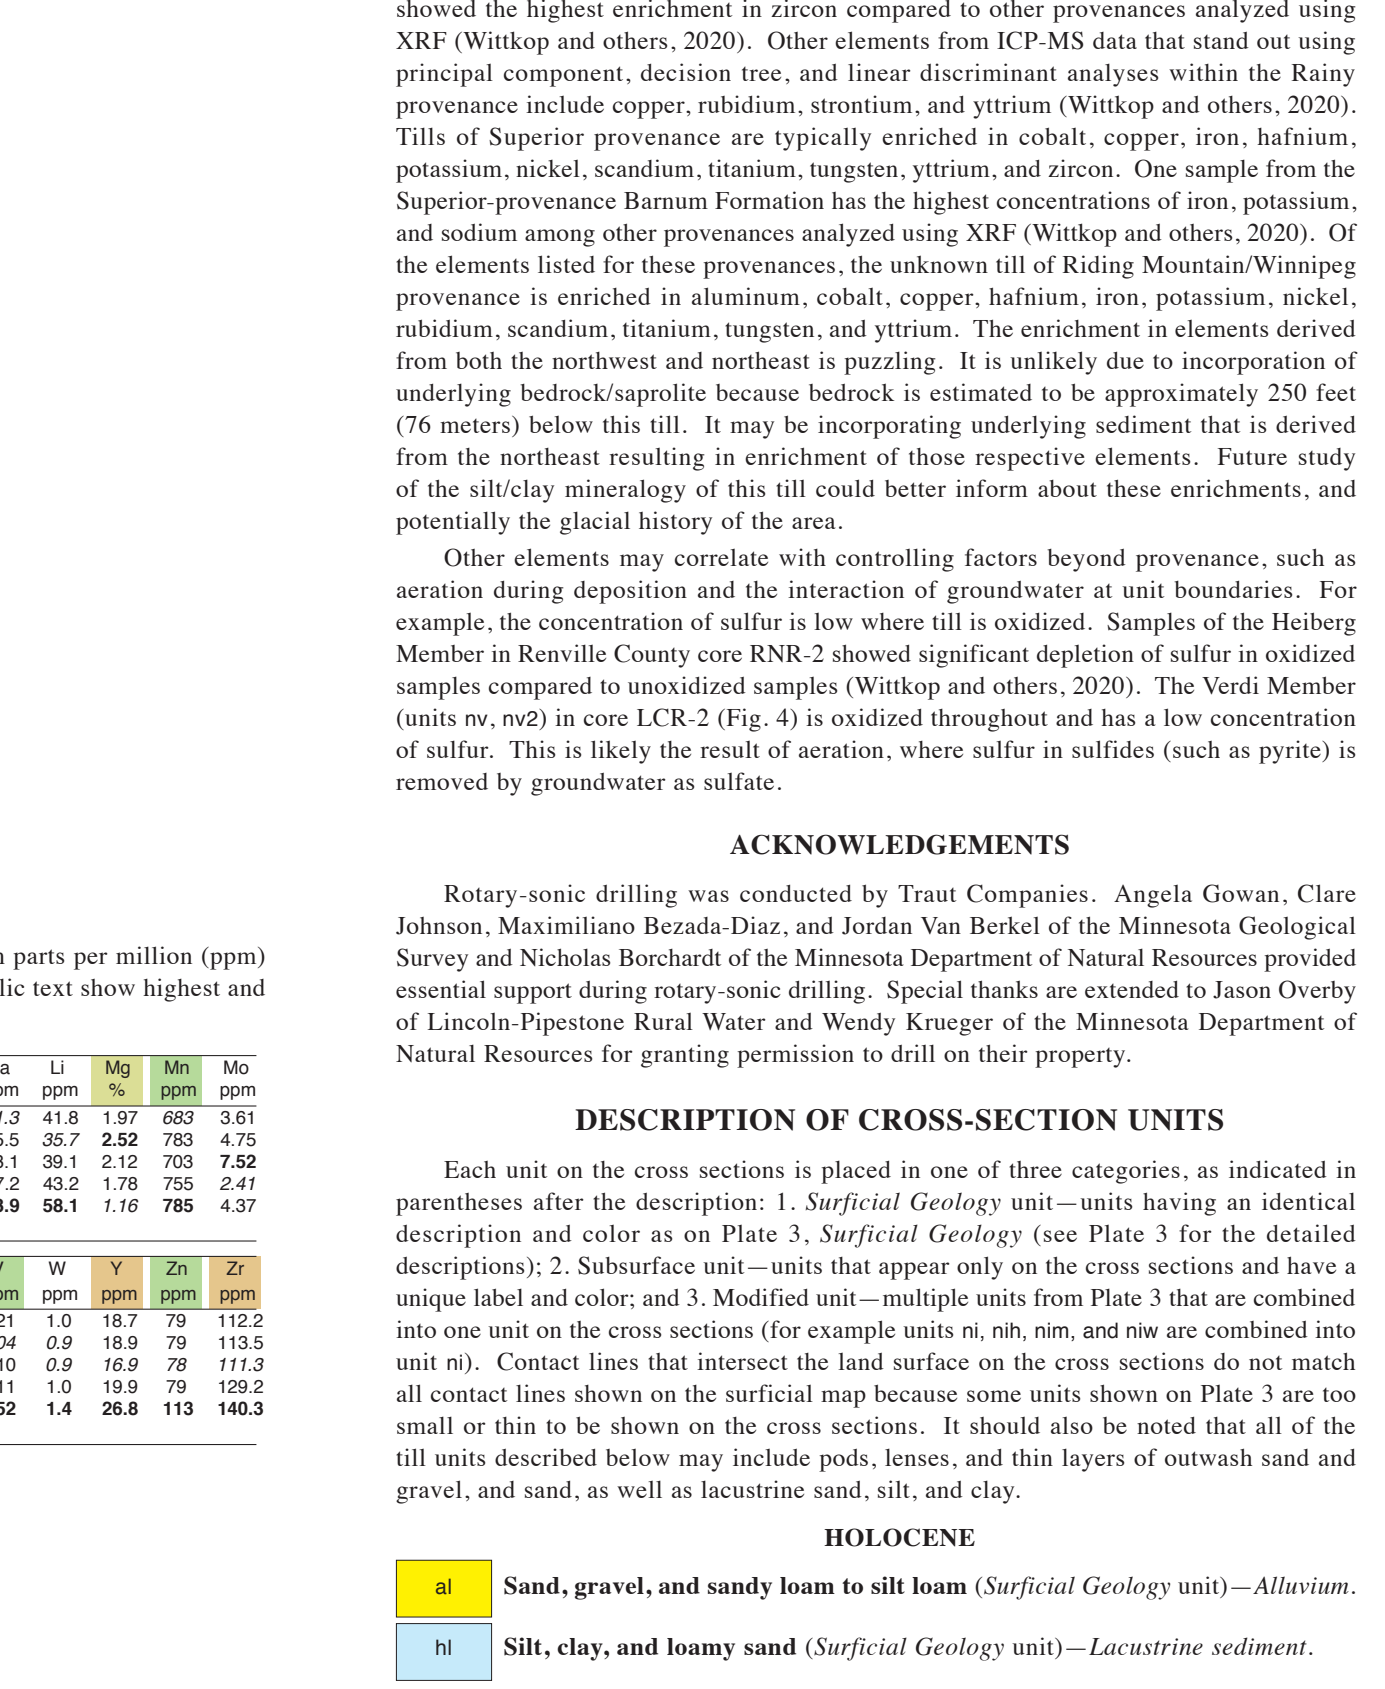 showed the highest enrichment in zircon compared to other provenances analyzed using
XRF (Wittkop and others, 2020). Other elements from ICP-MS data that stand out using
principal component, decision tree, and linear discriminant analyses within the Rainy
provenance include copper, rubidium, strontium, and yttrium (Wittkop and others, 2020).
Tills of Superior provenance are typically enriched in cobalt, copper, iron, hafnium,
potassium, nickel, scandium, titanium, tungsten, yttrium, and zircon. One sample from the
Superior-provenance Barnum Formation has the highest concentrations of iron, potassium,
and sodium among other provenances analyzed using XRF (Wittkop and others, 2020). Of
the elements listed for these provenances, the unknown till of Riding Mountain/Winnipeg
provenance is enriched in aluminum, cobalt, copper, hafnium, iron, potassium, nickel,
rubidium, scandium, titanium, tungsten, and yttrium. The enrichment in elements derived
from both the northwest and northeast is puzzling. It is unlikely due to incorporation of
underlying bedrock/saprolite because bedrock is estimated to be approximately 250 feet
(76 meters) below this till. It may be incorporating underlying sediment that is derived
from the northeast resulting in enrichment of those respective elements. Future study
of the silt/clay mineralogy of this till could better inform about these enrichments, and
potentially the glacial history of the area.
Other elements may correlate with controlling factors beyond provenance, such as
aeration during deposition and the interaction of groundwater at unit boundaries. For
example, the concentration of sulfur is low where till is oxidized. Samples of the Heiberg
Member in Renville County core RNR-2 showed significant depletion of sulfur in oxidized
samples compared to unoxidized samples (Wittkop and others, 2020). The Verdi Member
(units nv, nv2) in core LCR-2 (Fig. 4) is oxidized throughout and has a low concentration
of sulfur. This is likely the result of aeration, where sulfur in sulfides (such as pyrite) is
removed by groundwater as sulfate.
ACKNOWLEDGEMENTS
Rotary-sonic drilling was conducted by Traut Companies. Angela Gowan, Clare
Johnson, Maximiliano Bezada-Diaz, and Jordan Van Berkel of the Minnesota Geological
Survey and Nicholas Borchardt of the Minnesota Department of Natural Resources provided
essential support during rotary-sonic drilling. Special thanks are extended to Jason Overby
of Lincoln-Pipestone Rural Water and Wendy Krueger of the Minnesota Department of
Natural Resources for granting permission to drill on their property.
DESCRIPTION OF CROSS-SECTION UNITS
Each unit on the cross sections is placed in one of three categories, as indicated in
parentheses after the description: 1. Surficial Geology unit—units having an identical
description and color as on Plate 3, Surficial Geology (see Plate 3 for the detailed
descriptions); 2. Subsurface unit—units that appear only on the cross sections and have a
unique label and color; and 3. Modified unit—multiple units from Plate 3 that are combined
into one unit on the cross sections (for example units ni, nih, nim, and niw are combined into
unit ni). Contact lines that intersect the land surface on the cross sections do not match
all contact lines shown on the surficial map because some units shown on Plate 3 are too
small or thin to be shown on the cross sections. It should also be noted that all of the
till units described below may include pods, lenses, and thin layers of outwash sand and
gravel, and sand, as well as lacustrine sand, silt, and clay.
HOLOCENE
al Sand, gravel, and sandy loam to silt loam (Surficial Geology unit)—Alluvium.
hl Silt, clay, and loamy sand (Surficial Geology unit)—Lacustrine sediment.
parts per million (ppm)
text show highest and
Li Mg Mn Mo
ppm % ppm ppm
41.8 1.97 683 3.61
35.7 2.52 783 4.75
39.1 2.12 703 7.52
43.2 1.78 755 2.41
58.1 1.16 785 4.37
W Y Zn Zr
ppm ppm ppm ppm
1.0 18.7 79 112.2
0.9 18.9 79 113.5
0.9 16.9 78 111.3
1.0 19.9 79 129.2
1.4 26.8 113 140.3